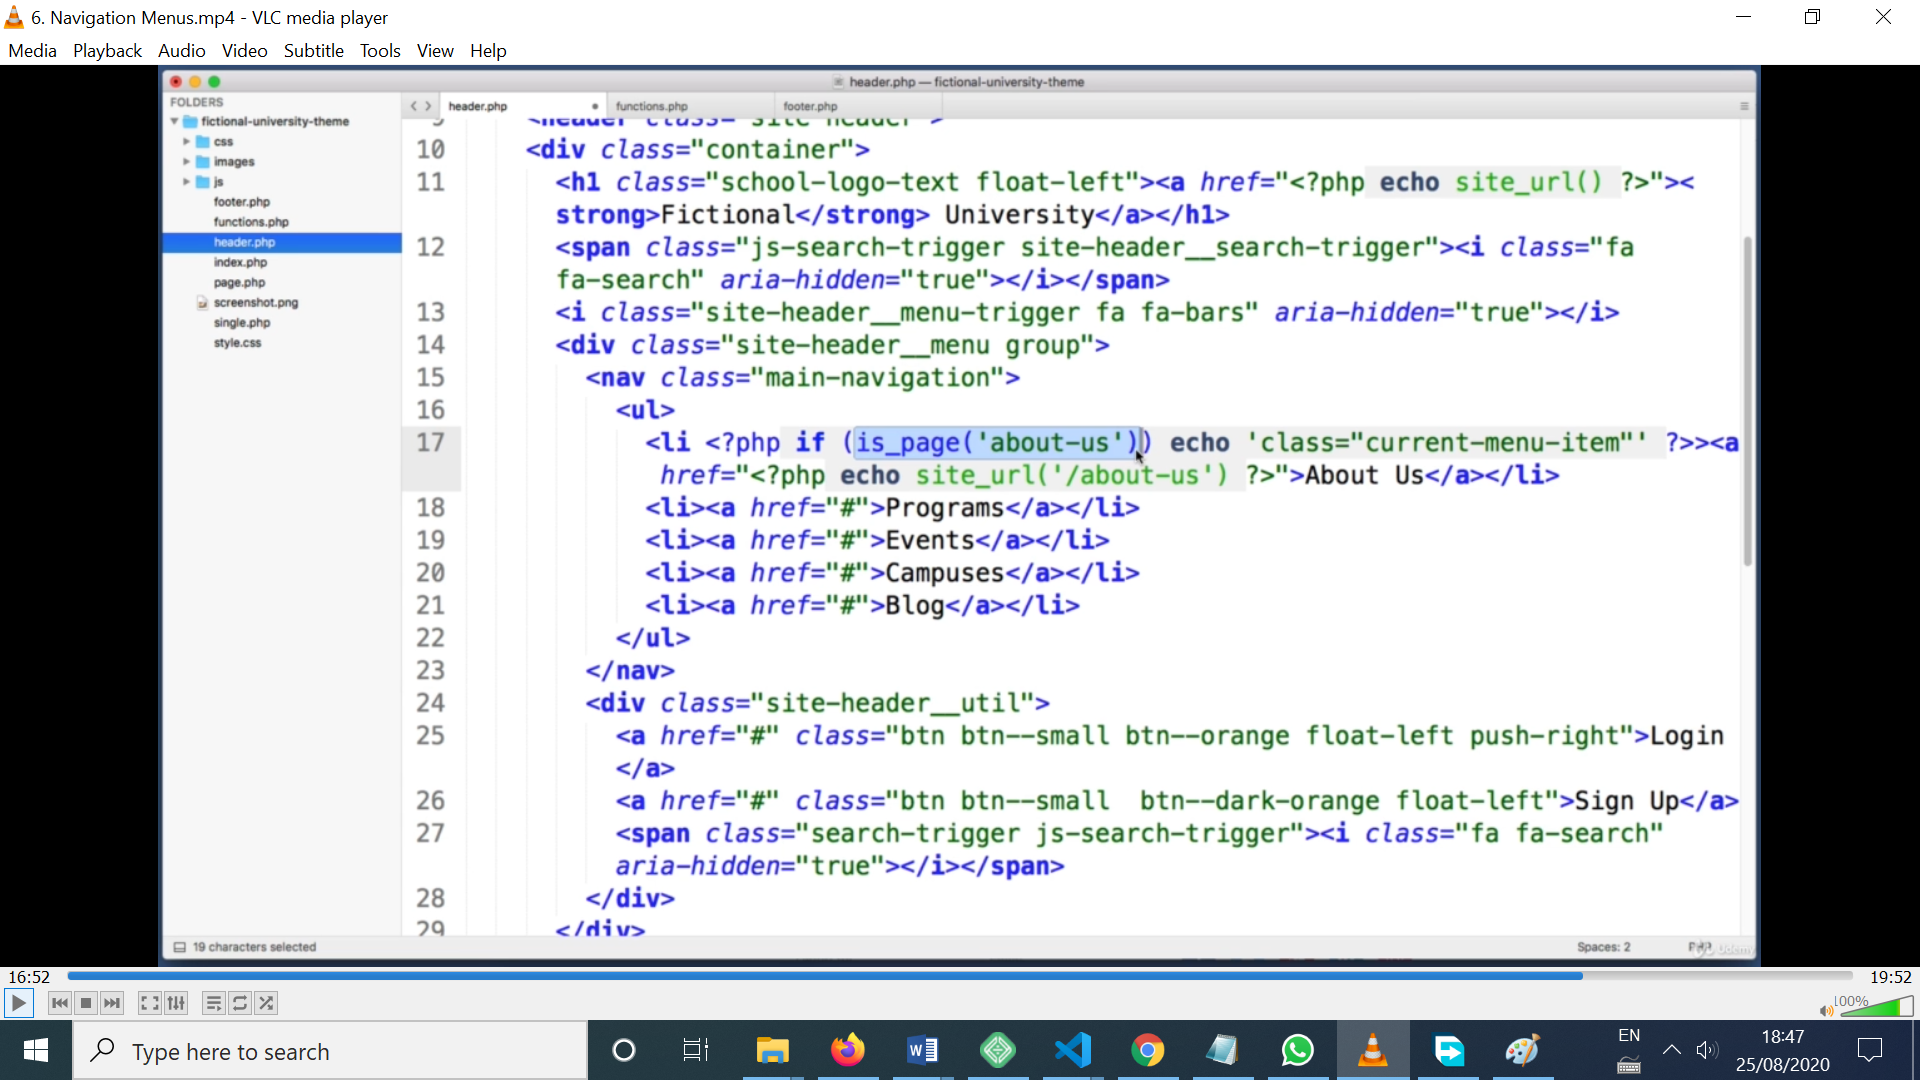 6. Navigation Menus.mp4 - VLC media player
Media Playback Audio Video Subtitle Tools View Help
header.php — fictional-university-theme
FOLDERS
fictional-university-theme
css
images
js
footer.php
functions.php
header.php
index.php
page.php
screenshot.png
single.php
style.css
header.php functions.php footer.php
9 <header class="site-header">
10 <div class="container">
11 <h1 class="school-logo-text float-left"><a href="<?php echo site_url() ?>"><
strong>Fictional</strong> University</a></h1>
12 <span class="js-search-trigger site-header__search-trigger"><i class="fa
fa-search" aria-hidden="true"></i></span>
13 <i class="site-header__menu-trigger fa fa-bars" aria-hidden="true"></i>
14 <div class="site-header__menu group">
15 <nav class="main-navigation">
16 <ul>
17 <li <?php if (is_page('about-us')) echo 'class="current-menu-item"' ?>><a
href="<?php echo site_url('/about-us') ?>">About Us</a></li>
18 <li><a href="#">Programs</a></li>
19 <li><a href="#">Events</a></li>
20 <li><a href="#">Campuses</a></li>
21 <li><a href="#">Blog</a></li>
22 </ul>
23 </nav>
24 <div class="site-header__util">
25 <a href="#" class="btn btn--small btn--orange float-left push-right">Login
</a>
26 <a href="#" class="btn btn--small  btn--dark-orange float-left">Sign Up</a>
27 <span class="search-trigger js-search-trigger"><i class="fa fa-search"
aria-hidden="true"></i></span>
28 </div>
29 </div>
19 characters selected
Spaces: 2
PHP
16:52
19:52
100%
Type here to search
EN
18:47
25/08/2020